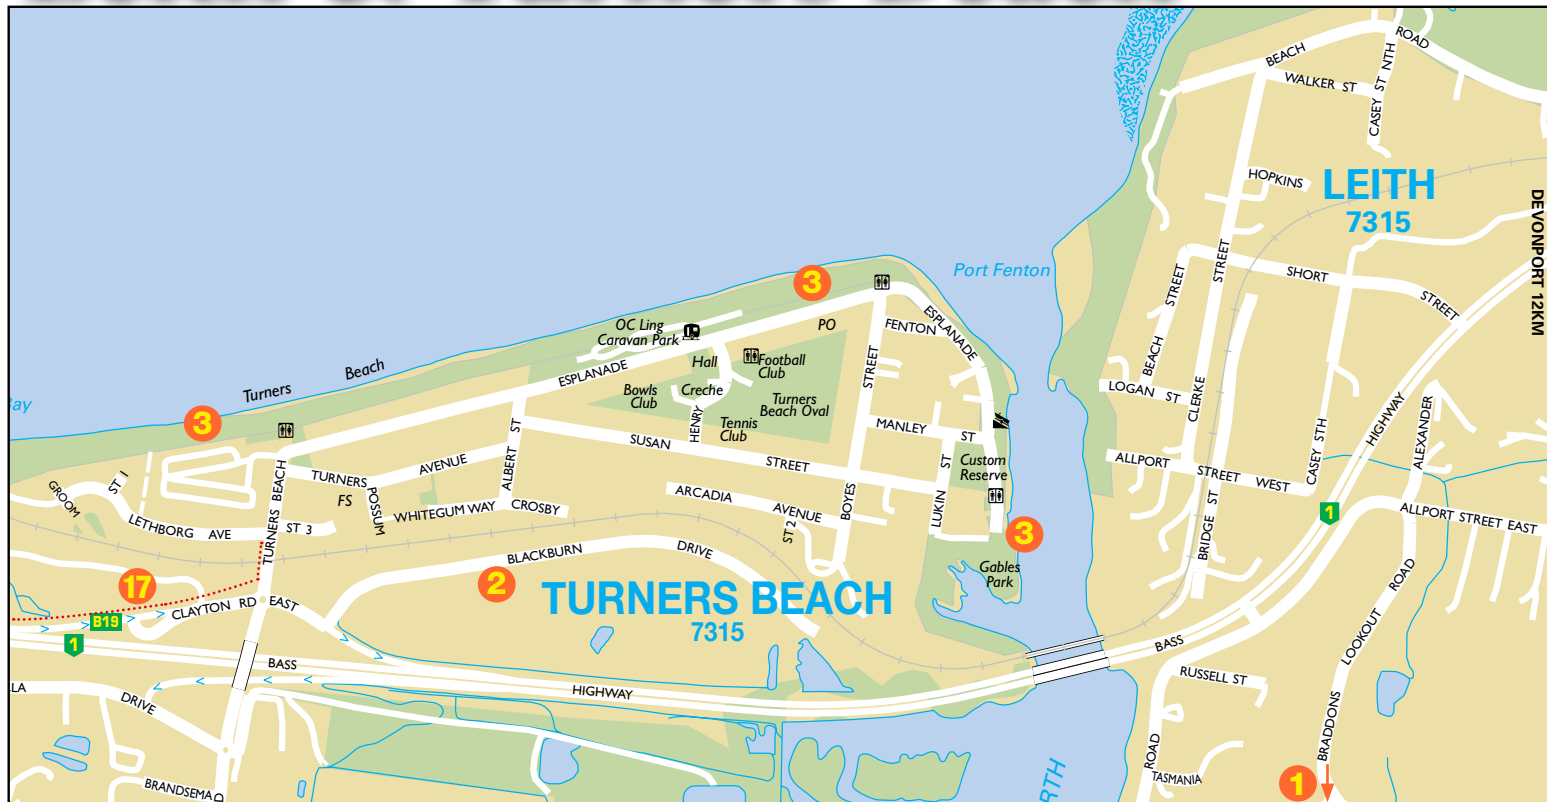 BEACH
ROAD
WALKER ST
CASEY ST NTH
HOPKINS
LEITH
7315
DEVONPORT 12KM
Port Fenton
3
STREET
SHORT
STREET
BEACH STREET
LOGAN ST
CLERKE
HIGHWAY
ALEXANDER
CASEY STH
ALLPORT STREET WEST
1
ALLPORT STREET EAST
BRIDGE ST
LOOKOUT ROAD
BRADDONS
BASS
RUSSELL ST
ROAD
TASMANIA
1
OC Ling
Caravan Park
PO
FENTON
ESPLANADE
Hall
Football
Club
STREET
Turners Beach
ESPLANADE
Bowls
Club
Creche
Turners
Beach Oval
HENRY
Tennis
Club
MANLEY ST
Bay
3
ST
SUSAN STREET
Custom
Reserve
TURNERS AVENUE
ALBERT
FS
POSSUM
WHITEGUM WAY
CROSBY
ARCADIA AVENUE
ST 2
BOYES
LUKIN ST
GROOM
ST 1
TURNERS BEACH
LETHBORG AVE
ST 3
3
Gables
Park
BLACKBURN DRIVE
2
TURNERS BEACH
7315
17
CLAYTON RD EAST
B19
1
BASS HIGHWAY
LA
DRIVE
BRANDSEMAD
RTH